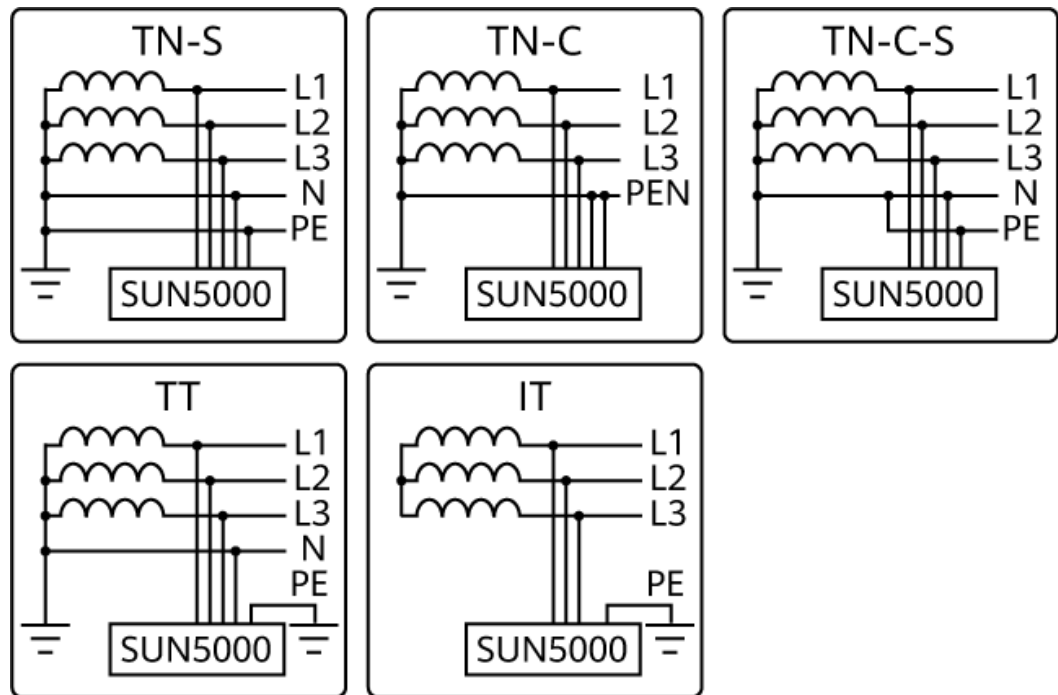 TN-S
L1
L2
L3
N
PE
SUN5000
TN-C
L1
L2
L3
PEN
SUN5000
TN-C-S
L1
L2
L3
N
PE
SUN5000
TT
L1
L2
L3
N
PE
SUN5000
IT
L1
L2
L3
PE
SUN5000